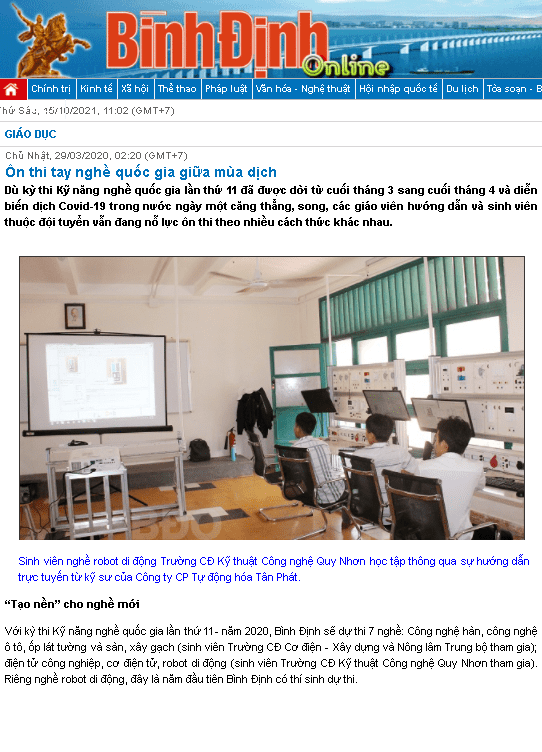 Bình Định
Online
Chính trị Kinh tế Xã hội Thể thao Pháp luật Văn hóa - Nghệ thuật Hội nhập quốc tế Du lịch Tòa soạn - B
Thứ Sáu, 15/10/2021, 11:02 (GMT+7)
GIÁO DỤC
Chủ Nhật, 29/03/2020, 02:20 (GMT+7)
Ôn thi tay nghề quốc gia giữa mùa dịch
Dù kỳ thi Kỹ năng nghề quốc gia lần thứ 11 đã được dời từ cuối tháng 3 sang cuối tháng 4 và diễn
biến dịch Covid-19 trong nước ngày một căng thẳng, song, các giáo viên hướng dẫn và sinh viên
thuộc đội tuyển vẫn đang nỗ lực ôn thi theo nhiều cách thức khác nhau.
BDO
Sinh viên nghề robot di động Trường CĐ Kỹ thuật Công nghệ Quy Nhơn học tập thông qua sự hướng dẫn
trực tuyến từ kỹ sư của Công ty CP Tự động hóa Tân Phát.
“Tạo nền” cho nghề mới
Với kỳ thi Kỹ năng nghề quốc gia lần thứ 11- năm 2020, Bình Định sẽ dự thi 7 nghề: Công nghệ hàn, công nghệ
ô tô, ốp lát tường và sàn, xây gạch (sinh viên Trường CĐ Cơ điện - Xây dựng và Nông lâm Trung bộ tham gia);
điện tử công nghiệp, cơ điện tử, robot di động (sinh viên Trường CĐ Kỹ thuật Công nghệ Quy Nhơn tham gia).
Riêng nghề robot di động, đây là năm đầu tiên Bình Định có thí sinh dự thi.